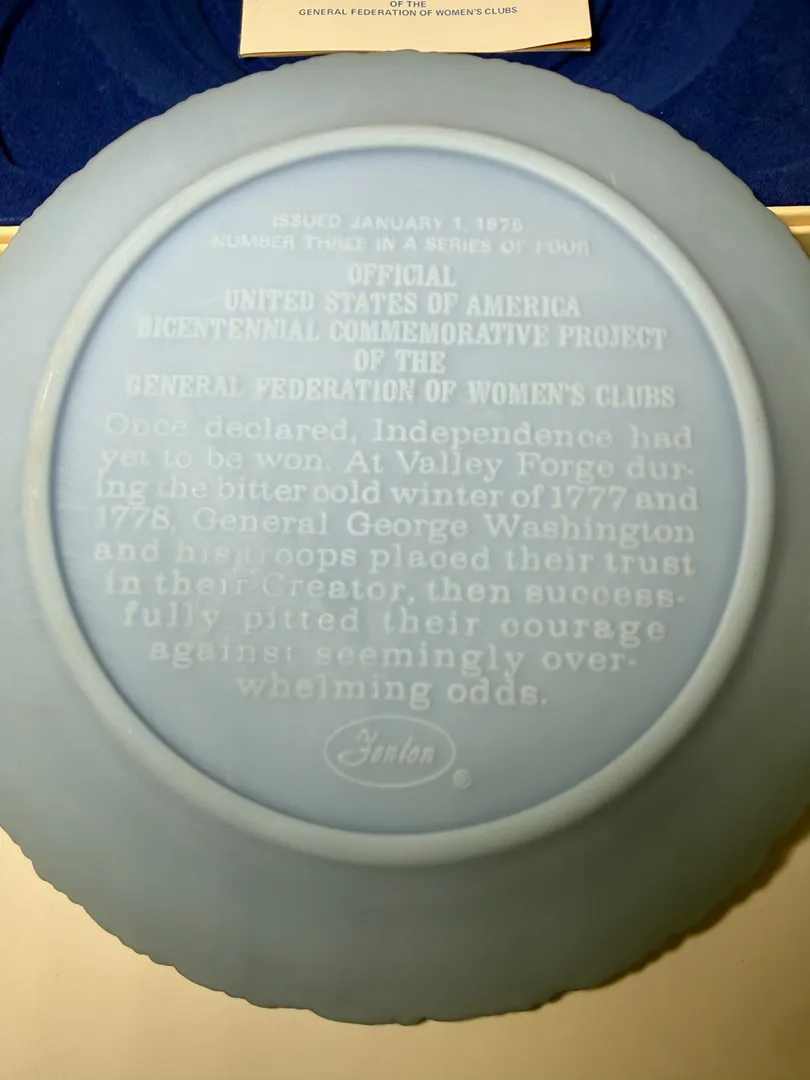 OF THE
GENERAL FEDERATION OF WOMEN'S CLUBS
ISSUED JANUARY 1, 1976
NUMBER THREE IN A SERIES OF FOUR
OFFICIAL
UNITED STATES OF AMERICA
BICENTENNIAL COMMEMORATIVE PROJECT
OF THE
GENERAL FEDERATION OF WOMEN'S CLUBS
Once declared, Independence had
yet to be won. At Valley Forge dur-
ing the bitter cold winter of 1777 and
1778, General George Washington
and his troops placed their trust
in their Creator, then success-
fully pitted their courage
against seemingly over-
whelming odds.
Fenton
®